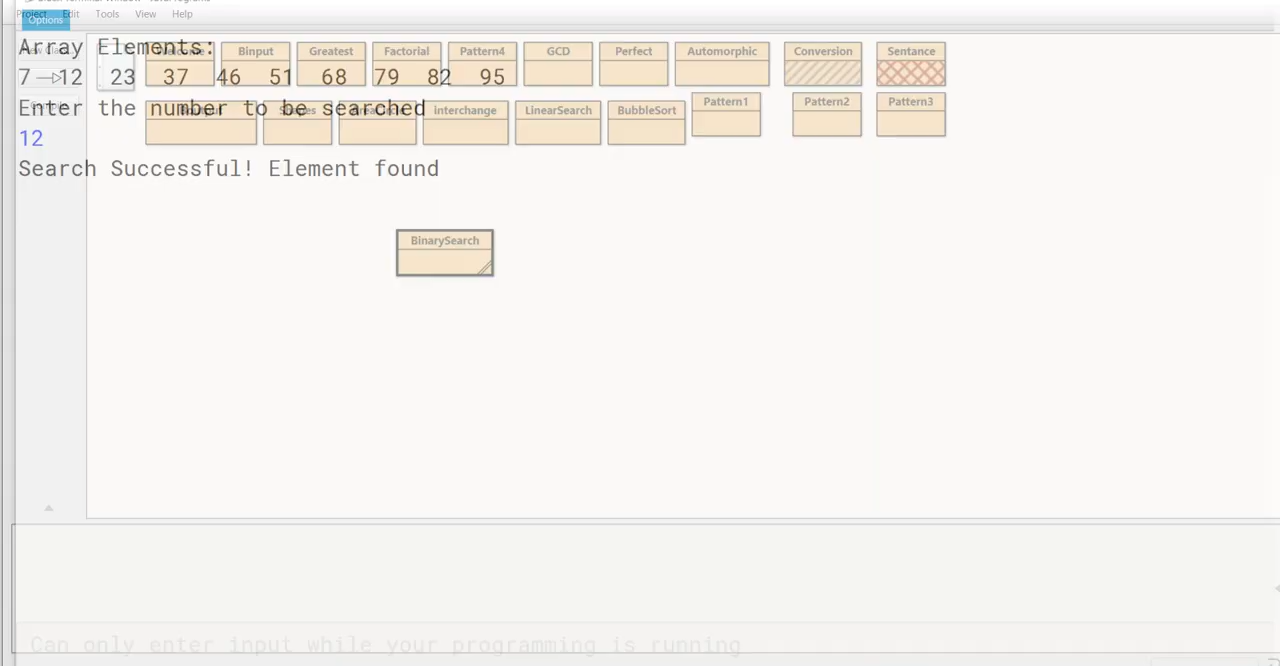 Project Edit Tools View Help
Options
Array Elements:
Binput Greatest Factorial Pattern4 GCD Perfect Automorphic Conversion Sentance
7 12 23 37 46 51 68 79 82 95
Enter the number to be searched
interchange LinearSearch BubbleSort Pattern1 Pattern2 Pattern3
12
Search Successful! Element found
BinarySearch
Can only enter input while your programming is running